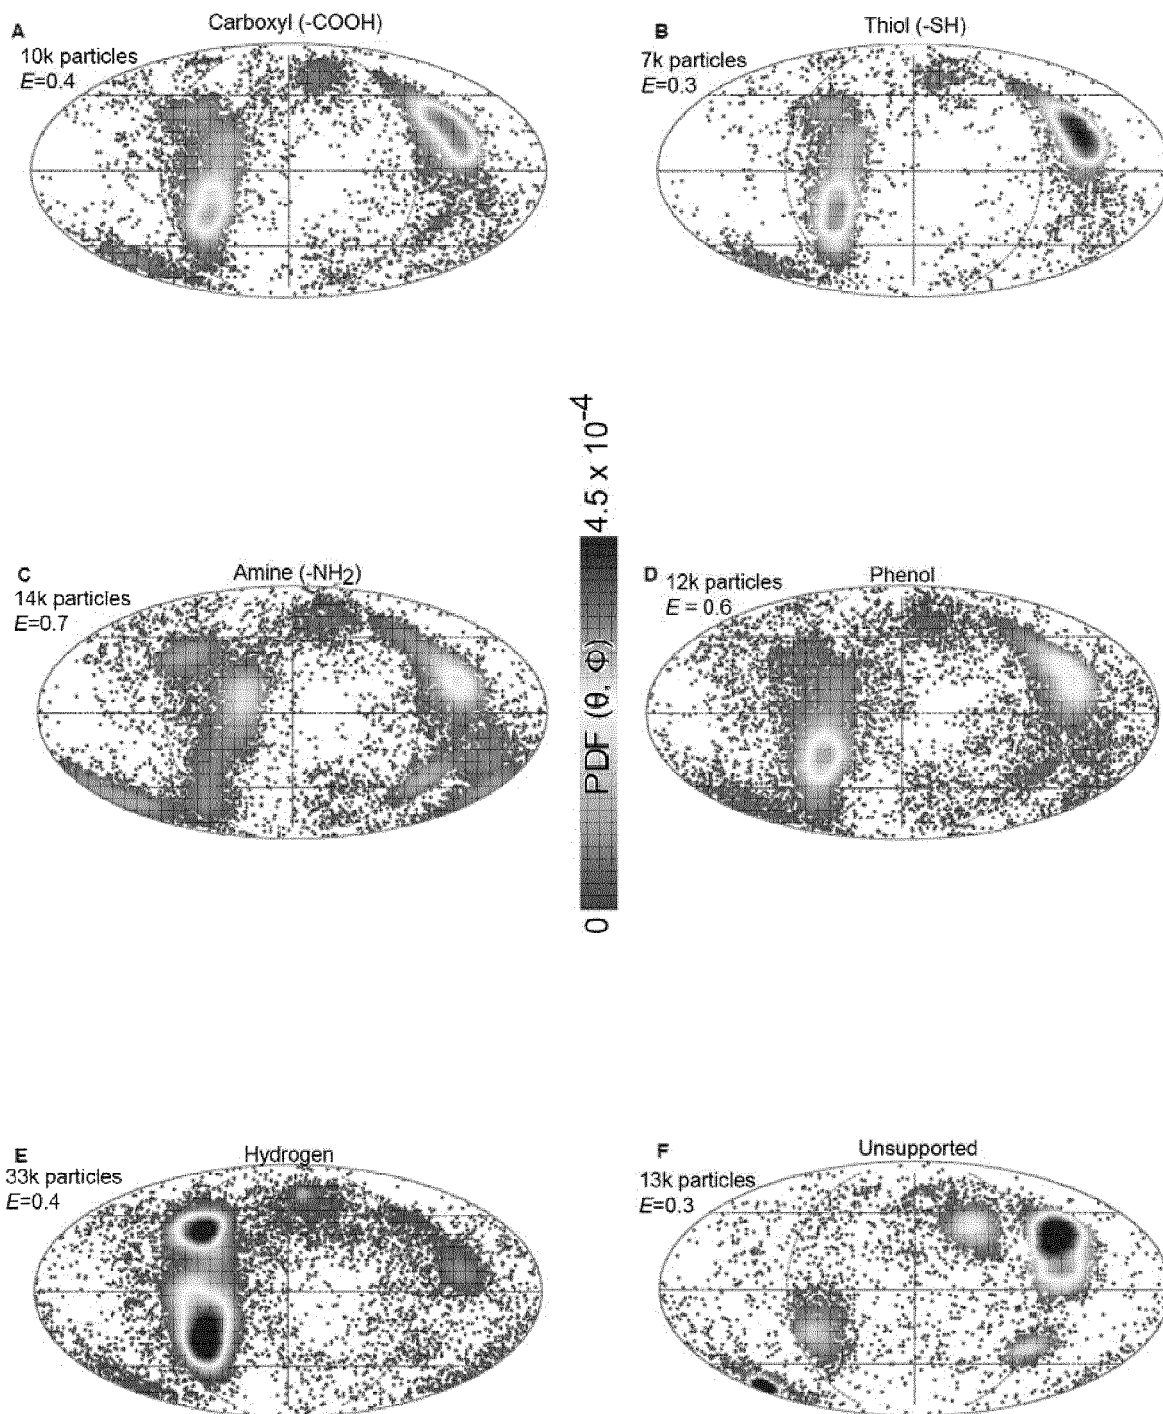 A
Carboxyl (-COOH)
10k particles
E=0.4
B
Thiol (-SH)
7k particles
E=0.3
C
Amine (-NH2)
14k particles
E=0.7
D
Phenol
12k particles
E = 0.6
0 PDF (θ. Φ) 4.5 x 10-4
E
Hydrogen
33k particles
E=0.4
F
Unsupported
13k particles
E=0.3